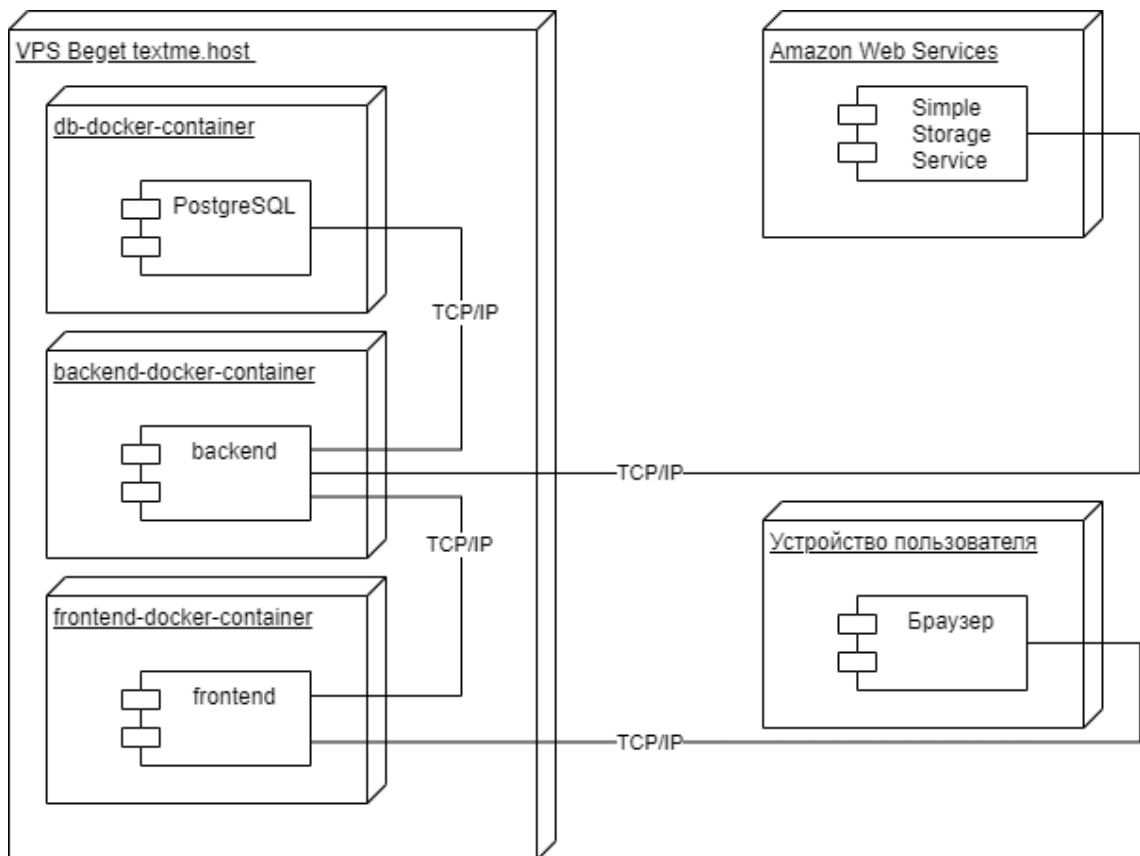 VPS Beget textme.host
db-docker-container
PostgreSQL
TCP/IP
backend-docker-container
backend
TCP/IP
frontend-docker-container
frontend
Amazon Web Services
Simple
Storage
Service
TCP/IP
Устройство пользователя
Браузер
TCP/IP